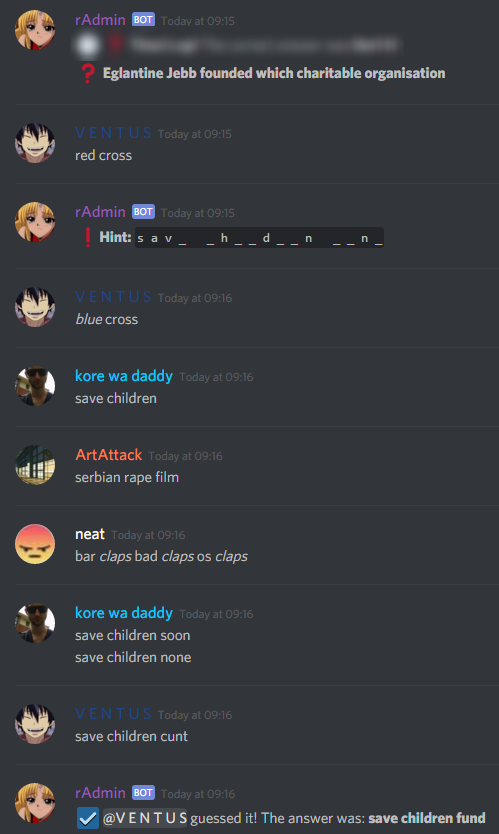 rAdmin BOT Today at 09:15
❓ Eglantine Jebb founded which charitable organisation
V E N T U S Today at 09:15
red cross
rAdmin BOT Today at 09:15
❗ Hint: s a v _   _ h _ _ d _ _ n   _ _ n _
V E N T U S Today at 09:16
blue cross
kore wa daddy Today at 09:16
save children
ArtAttack Today at 09:16
serbian rape film
neat Today at 09:16
bar claps bad claps os claps
kore wa daddy Today at 09:16
save children soon
save children none
V E N T U S Today at 09:16
save children cunt
rAdmin BOT Today at 09:16
@V E N T U S guessed it! The answer was: save children fund